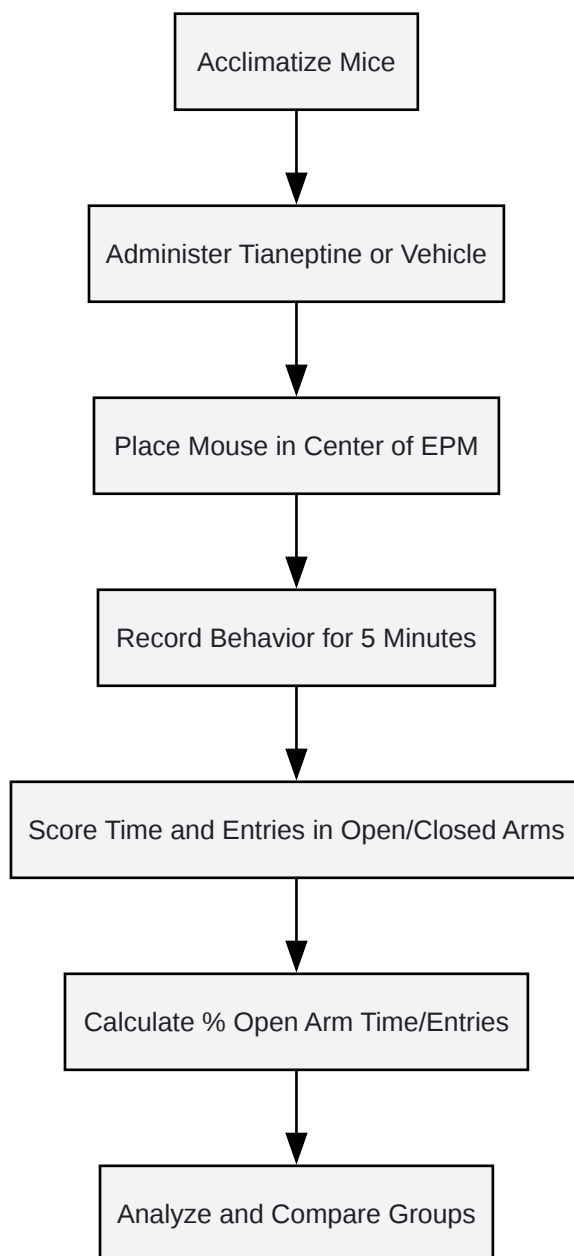 Acclimatize Mice
Administer Tianeptine or Vehicle
Place Mouse in Center of EPM
Record Behavior for 5 Minutes
Score Time and Entries in Open/Closed Arms
Calculate % Open Arm Time/Entries
Analyze and Compare Groups